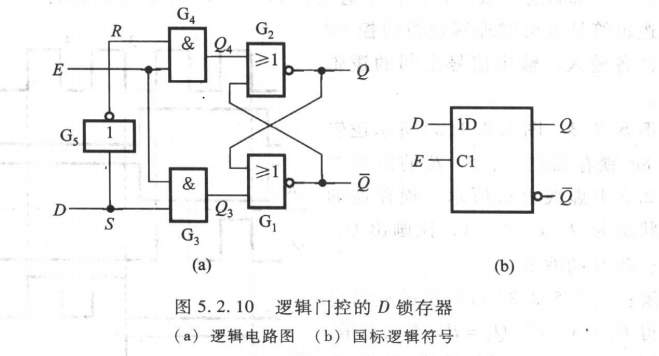 G₄
G₂
R
&
Q₄
≥1
E
Q
G₅
1
D
1D
Q
E
C1
≥1
&
Q̅
Q̅
D
S
Q₃
G₃
G₁
(a)
(b)
图 5.2.10 逻辑门控的 D 锁存器
(a) 逻辑电路图 (b) 国标逻辑符号